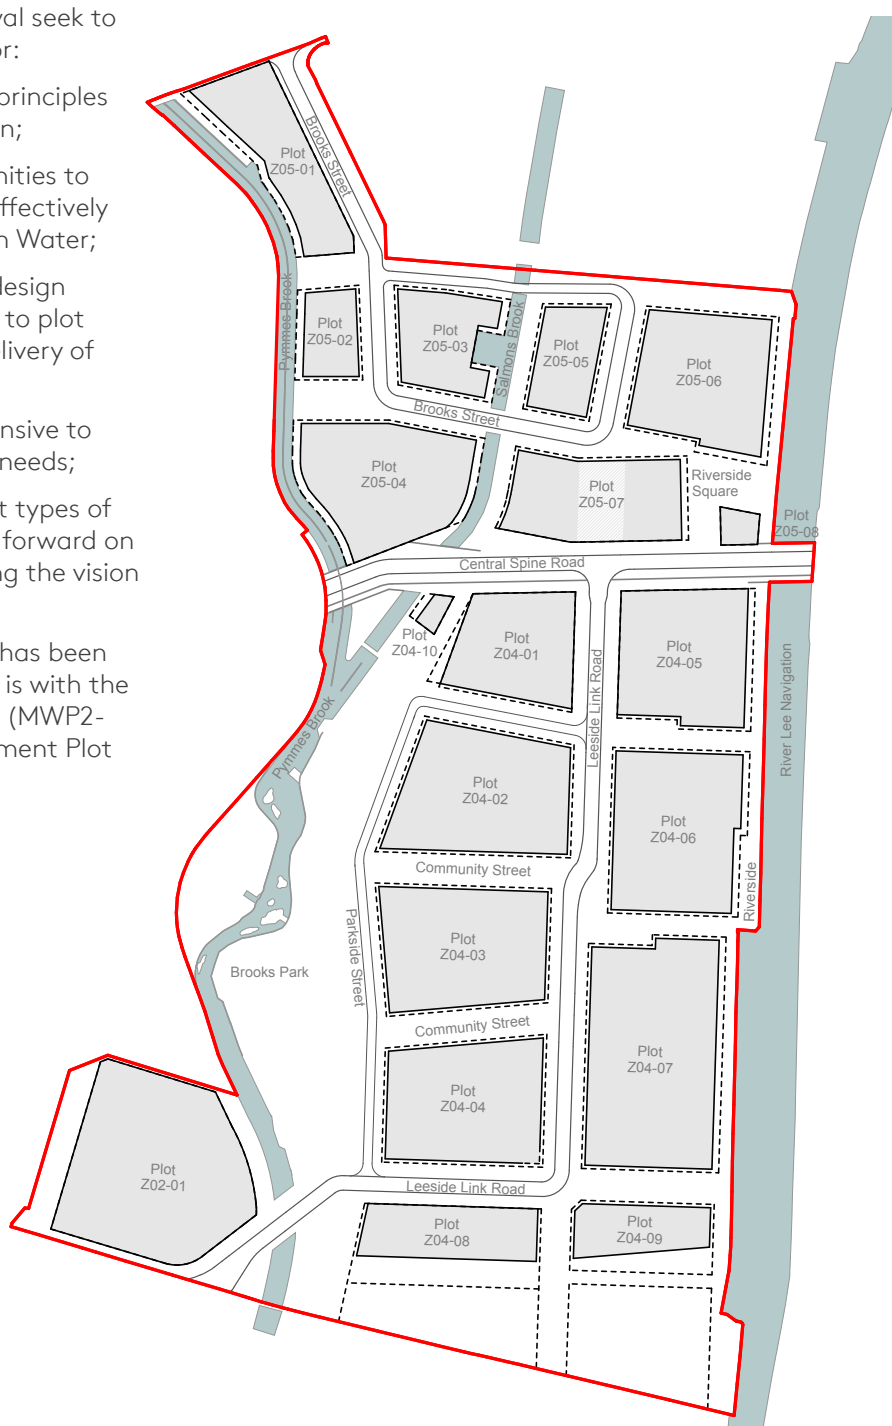 val seek to
or:
principles
n;
nities to
ffectively
n Water;
design
to plot
elivery of
nsive to
needs;
t types of
forward on
ng the vision
has been
is with the
(MWP2-
ment Plot
Brooks Street
Plot
Z05-01
Pymmes Brook
Plot
Z05-02
Plot
Z05-03
Salmons Brook
Plot
Z05-05
Plot
Z05-06
Brooks Street
Plot
Z05-04
Plot
Z05-07
Riverside
Square
Plot
Z05-08
Central Spine Road
Plot
Z04-10
Plot
Z04-01
Leeside Link Road
Plot
Z04-05
River Lee Navigation
Pymmes Brook
Plot
Z04-02
Plot
Z04-06
Community Street
Riverside
Parkside Street
Plot
Z04-03
Brooks Park
Community Street
Plot
Z04-07
Plot
Z04-04
Plot
Z02-01
Leeside Link Road
Plot
Z04-08
Plot
Z04-09